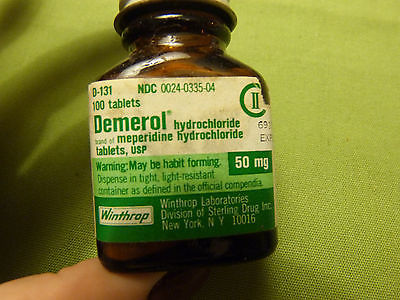 D-131 NDC 0024-0335-04
100 tablets
CII
Demerol® hydrochloride
brand of meperidine hydrochloride
tablets, USP
Warning: May be habit forming.
50 mg
Dispense in tight, light-resistant
container as defined in the official compendia.
Winthrop
Winthrop Laboratories
Division of Sterling Drug Inc.
New York, N Y 10016